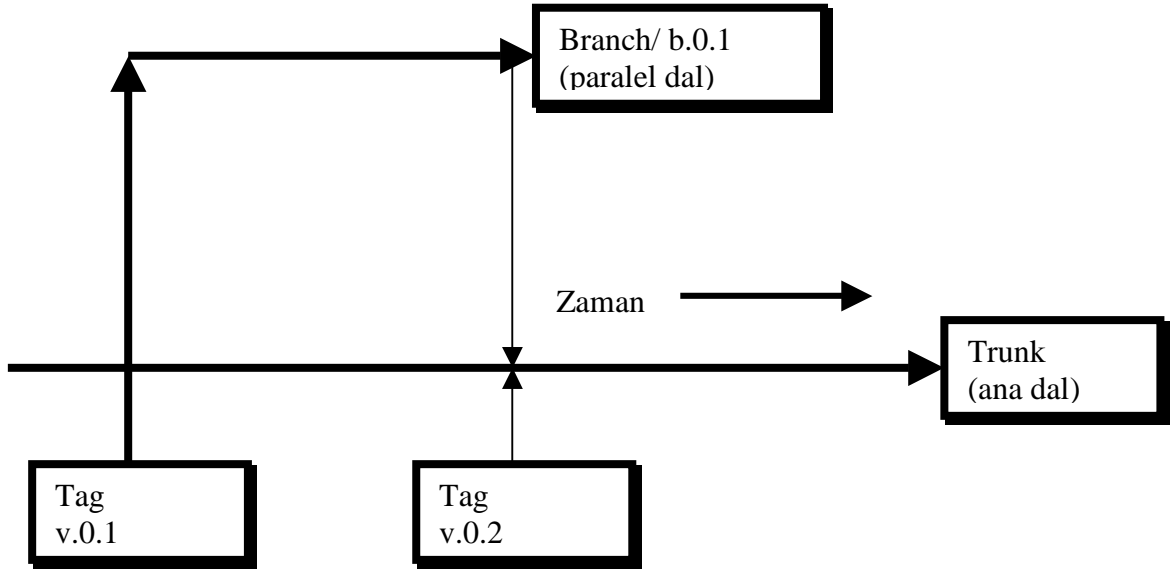 Branch/ b.0.1
(paralel dal)
Zaman
Trunk
(ana dal)
Tag
v.0.1
Tag
v.0.2